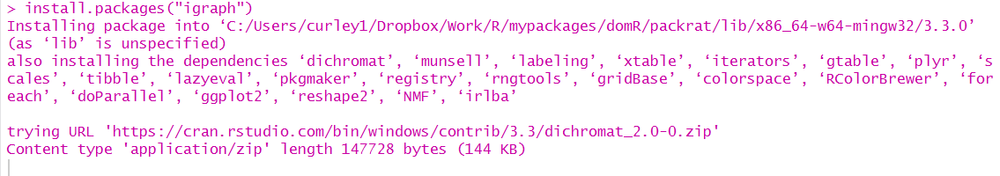 > install.packages("igraph")
Installing package into ‘C:/Users/curley1/Dropbox/Work/R/mypackages/domR/packrat/lib/x86_64-w64-mingw32/3.3.0’
(as ‘lib’ is unspecified)
also installing the dependencies ‘dichromat’, ‘munsell’, ‘labeling’, ‘xtable’, ‘iterators’, ‘gtable’, ‘plyr’, ‘s
cales’, ‘tibble’, ‘lazyeval’, ‘pkgmaker’, ‘registry’, ‘rngtools’, ‘gridBase’, ‘colorspace’, ‘RColorBrewer’, ‘for
each’, ‘doParallel’, ‘ggplot2’, ‘reshape2’, ‘NMF’, ‘irlba’
trying URL 'https://cran.rstudio.com/bin/windows/contrib/3.3/dichromat_2.0-0.zip'
Content type 'application/zip' length 147728 bytes (144 KB)